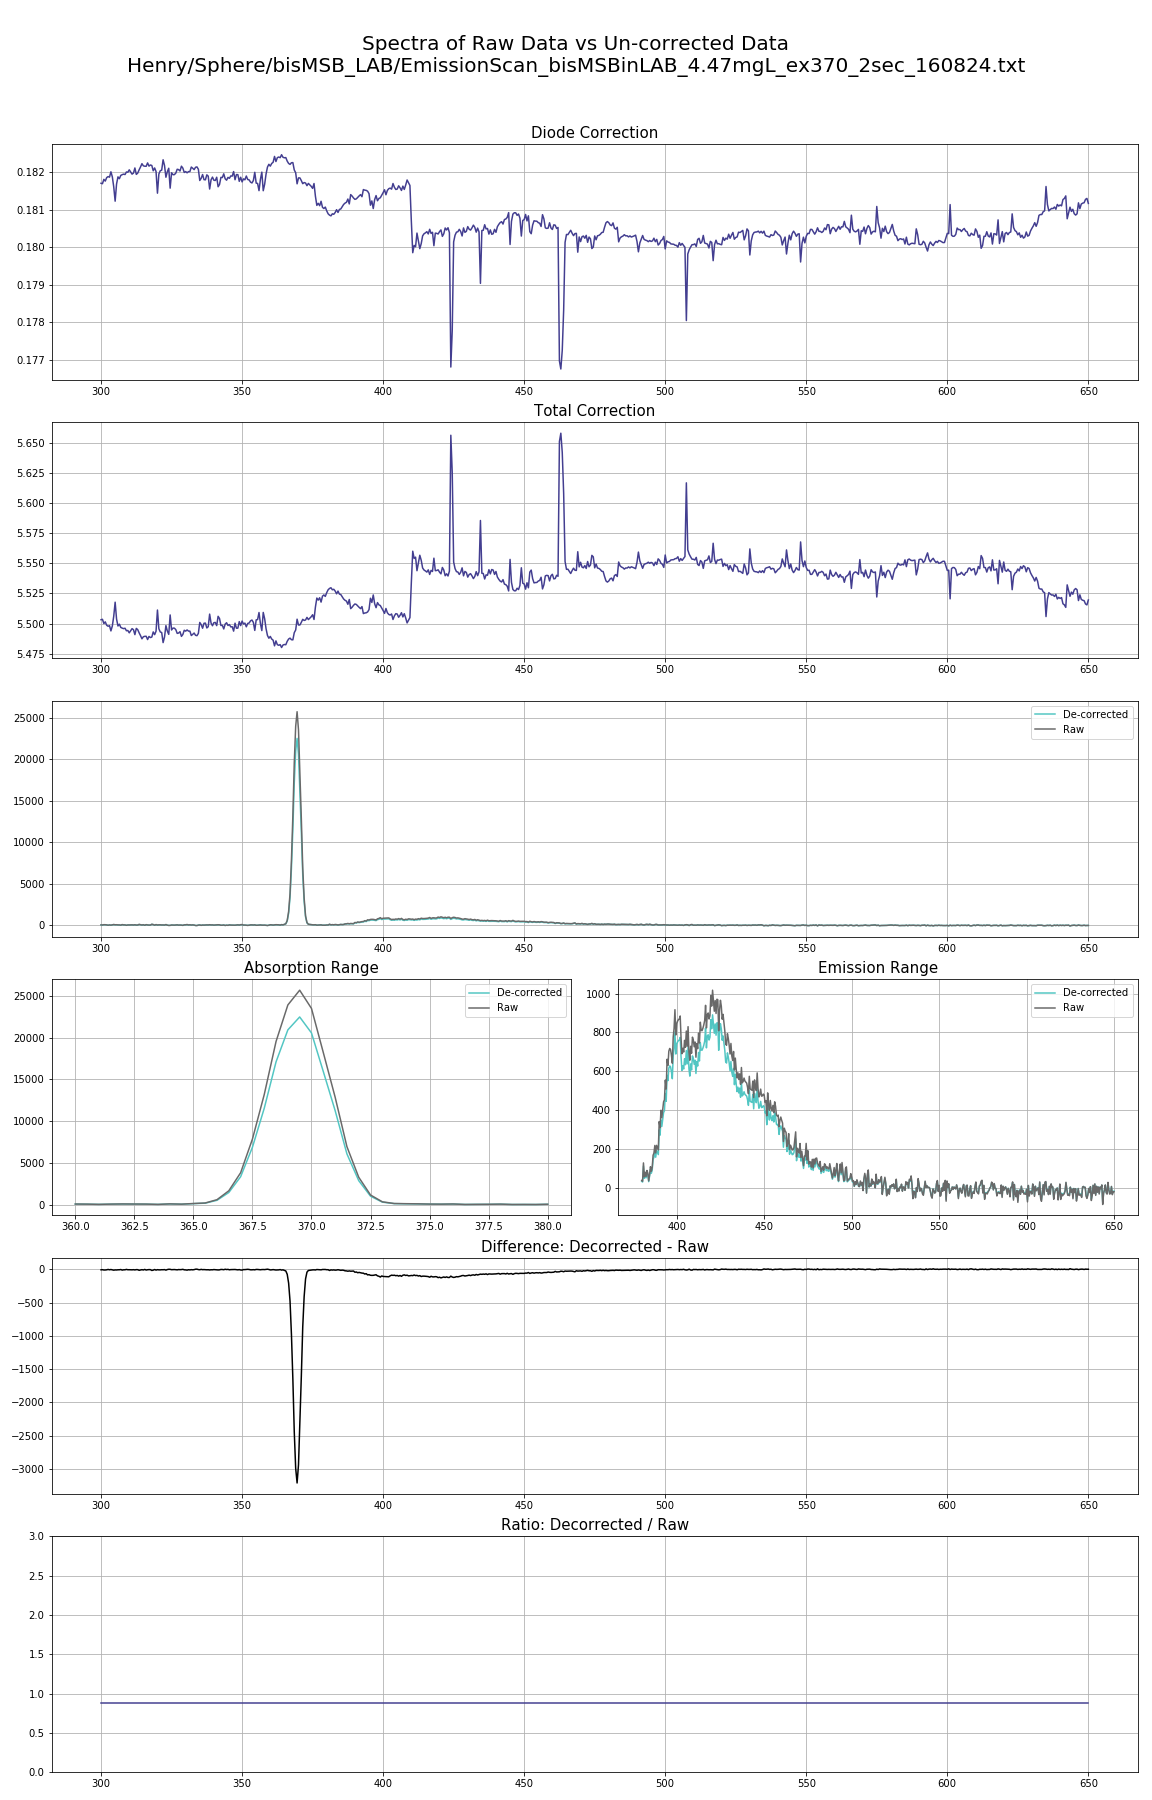 Spectra of Raw Data vs Un-corrected Data
Henry/Sphere/bisMSB_LAB/EmissionScan_bisMSBinLAB_4.47mgL_ex370_2sec_160824.txt
Diode Correction
0.182
0.181
0.180
0.179
0.178
0.177
300 350 400 450 500 550 600 650
Total Correction
5.650
5.625
5.600
5.575
5.550
5.525
5.500
5.475
300 350 400 450 500 550 600 650
25000
20000
15000
10000
5000
0
De-corrected
Raw
300 350 400 450 500 550 600 650
Absorption Range
25000
20000
15000
10000
5000
0
De-corrected
Raw
360.0 362.5 365.0 367.5 370.0 372.5 375.0 377.5 380.0
Emission Range
1000
800
600
400
200
0
De-corrected
Raw
400 450 500 550 600 650
Difference: Decorrected - Raw
0
−500
−1000
−1500
−2000
−2500
−3000
300 350 400 450 500 550 600 650
Ratio: Decorrected / Raw
3.0
2.5
2.0
1.5
1.0
0.5
0.0
300 350 400 450 500 550 600 650